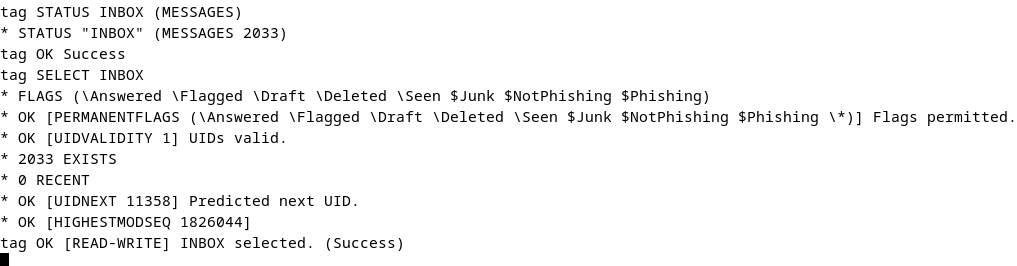 tag STATUS INBOX (MESSAGES)
* STATUS "INBOX" (MESSAGES 2033)
tag OK Success
tag SELECT INBOX
* FLAGS (\Answered \Flagged \Draft \Deleted \Seen $Junk $NotPhishing $Phishing)
* OK [PERMANENTFLAGS (\Answered \Flagged \Draft \Deleted \Seen $Junk $NotPhishing $Phishing \*)] Flags permitted.
* OK [UIDVALIDITY 1] UIDs valid.
* 2033 EXISTS
* 0 RECENT
* OK [UIDNEXT 11358] Predicted next UID.
* OK [HIGHESTMODSEQ 1826044]
tag OK [READ-WRITE] INBOX selected. (Success)